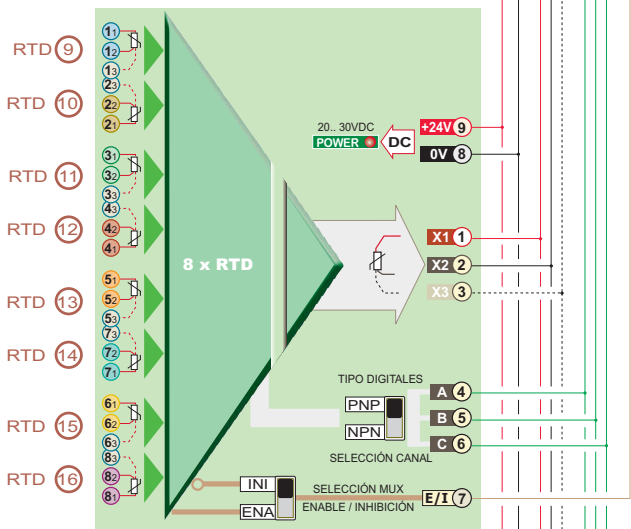 RTD 9
11
12
13
RTD 10
23
22
21
RTD 11
31
32
33
RTD 12
43
42
41
RTD 13
51
52
53
RTD 14
73
72
71
RTD 15
61
62
63
RTD 16
83
82
81
8 x RTD
20.. 30VDC
POWER
DC
+24V 9
0V 8
X1 1
X2 2
X3 3
TIPO DIGITALES
PNP
NPN
A 4
B 5
C 6
SELECCIÓN CANAL
INI
ENA
SELECCIÓN MUX
ENABLE / INHIBICIÓN
E/I 7